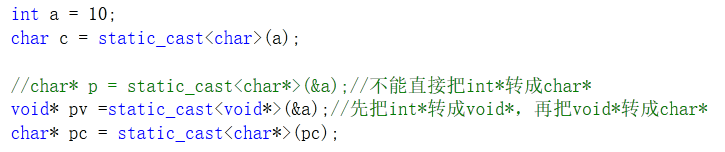 int a = 10;
char c = static_cast<char>(a);
//char* p = static_cast<char*>(&a);//不能直接把int*转成char*
void* pv =static_cast<void*>(&a);//先把int*转成void*，再把void*转成char*
char* pc = static_cast<char*>(pc);